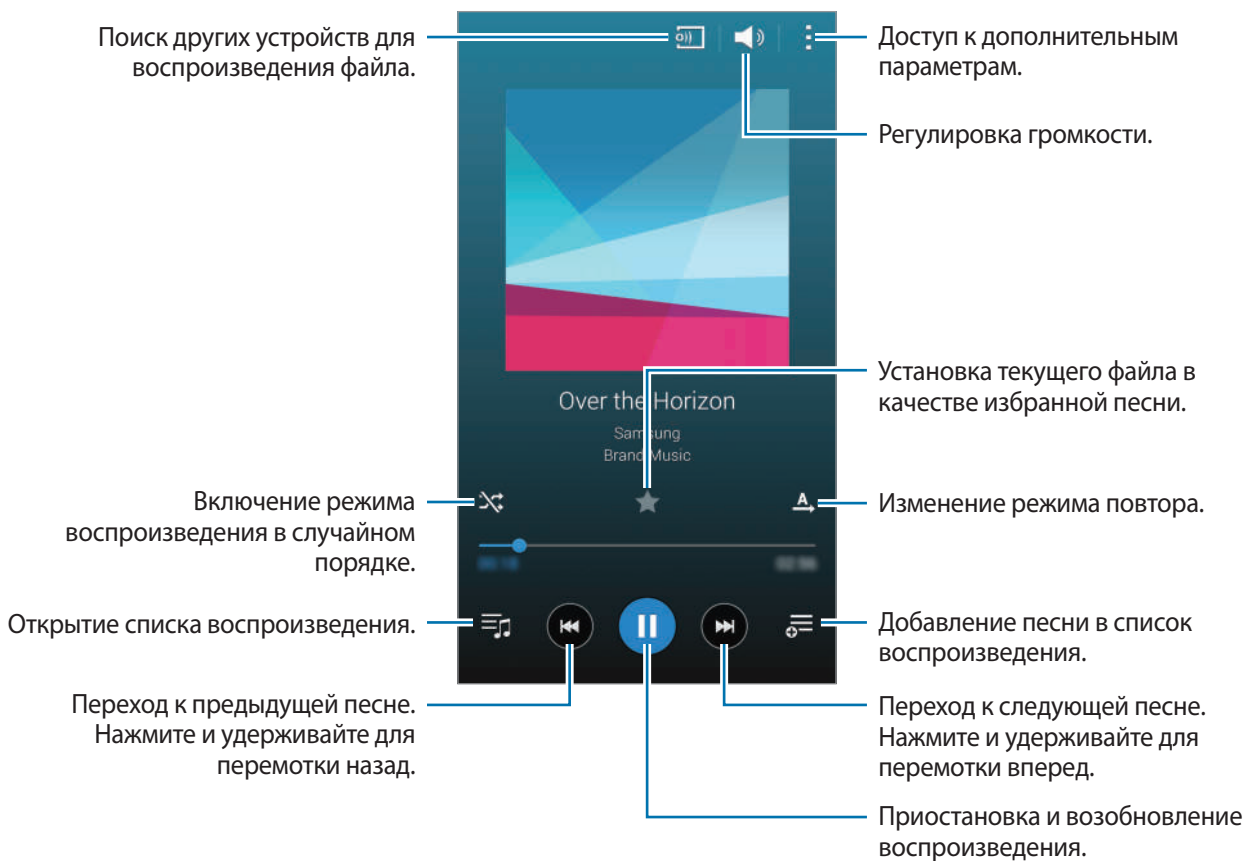 Поиск других устройств для
воспроизведения файла.
Доступ к дополнительным
параметрам.
Регулировка громкости.
Установка текущего файла в
качестве избранной песни.
Over the Horizon
Samsung
Brand Music
Включение режима
воспроизведения в случайном
порядке.
A
Изменение режима повтора.
Открытие списка воспроизведения.
Добавление песни в список
воспроизведения.
Переход к предыдущей песне.
Нажмите и удерживайте для
перемотки назад.
Переход к следующей песне.
Нажмите и удерживайте для
перемотки вперед.
Приостановка и возобновление
воспроизведения.